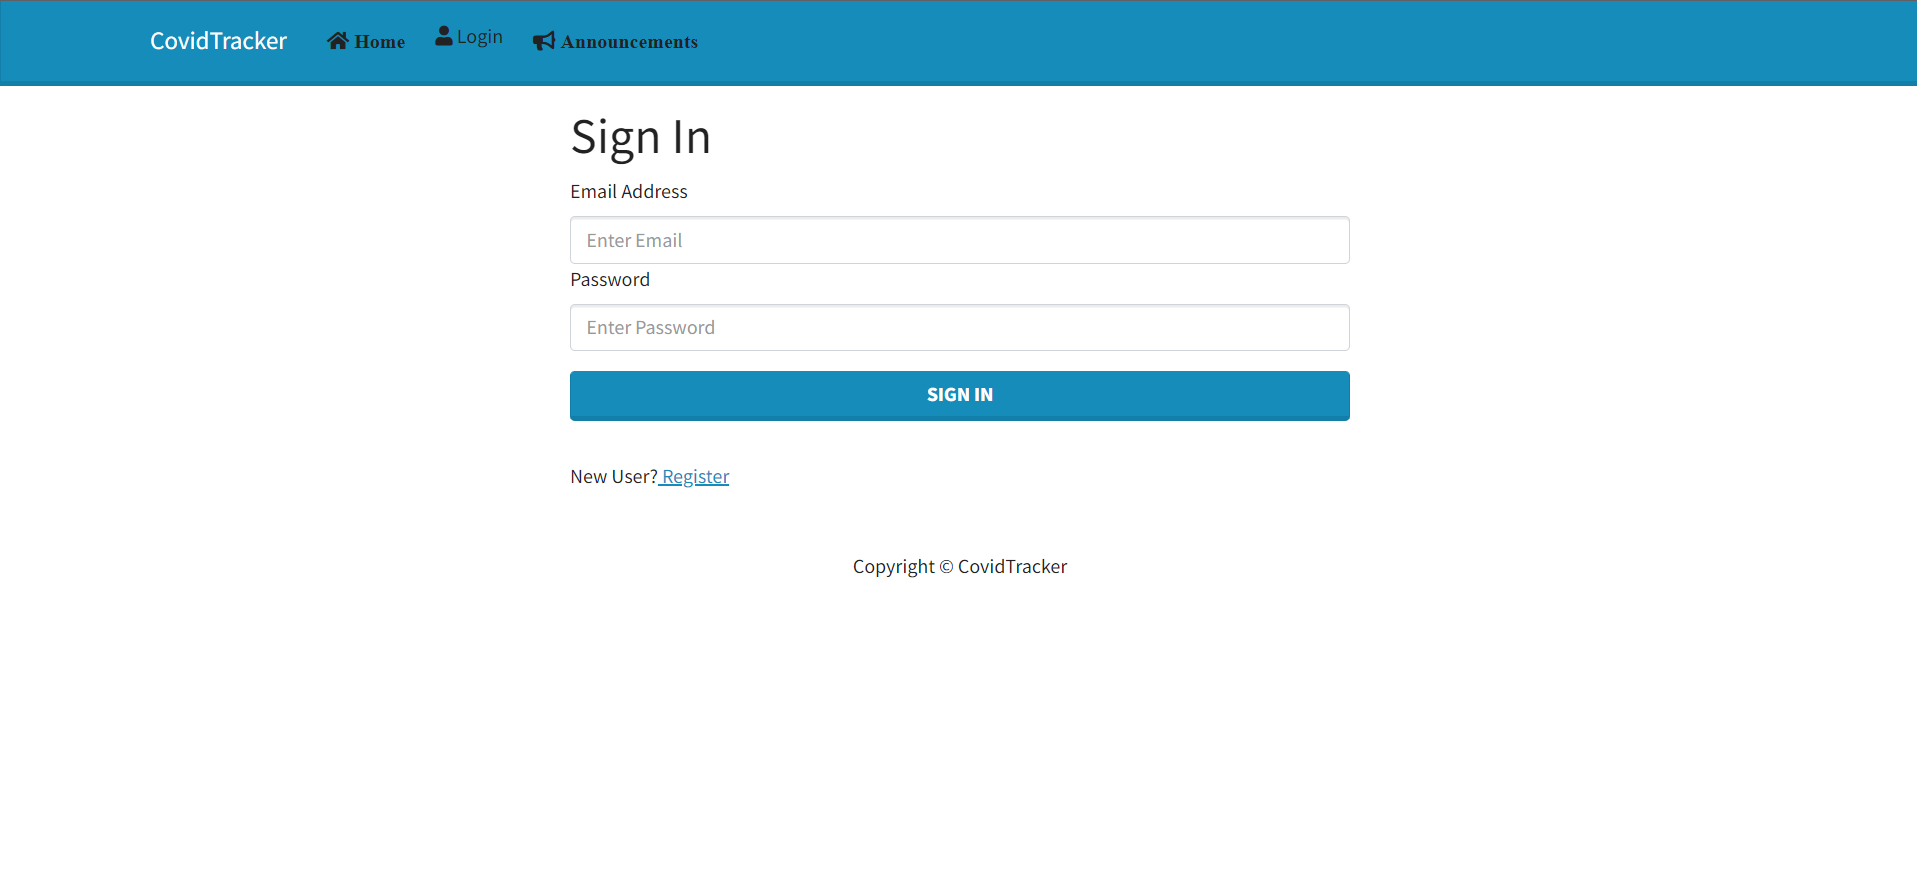 CovidTracker Home Login Announcements
Sign In
Email Address
Enter Email
Password
Enter Password
SIGN IN
New User? Register
Copyright © CovidTracker